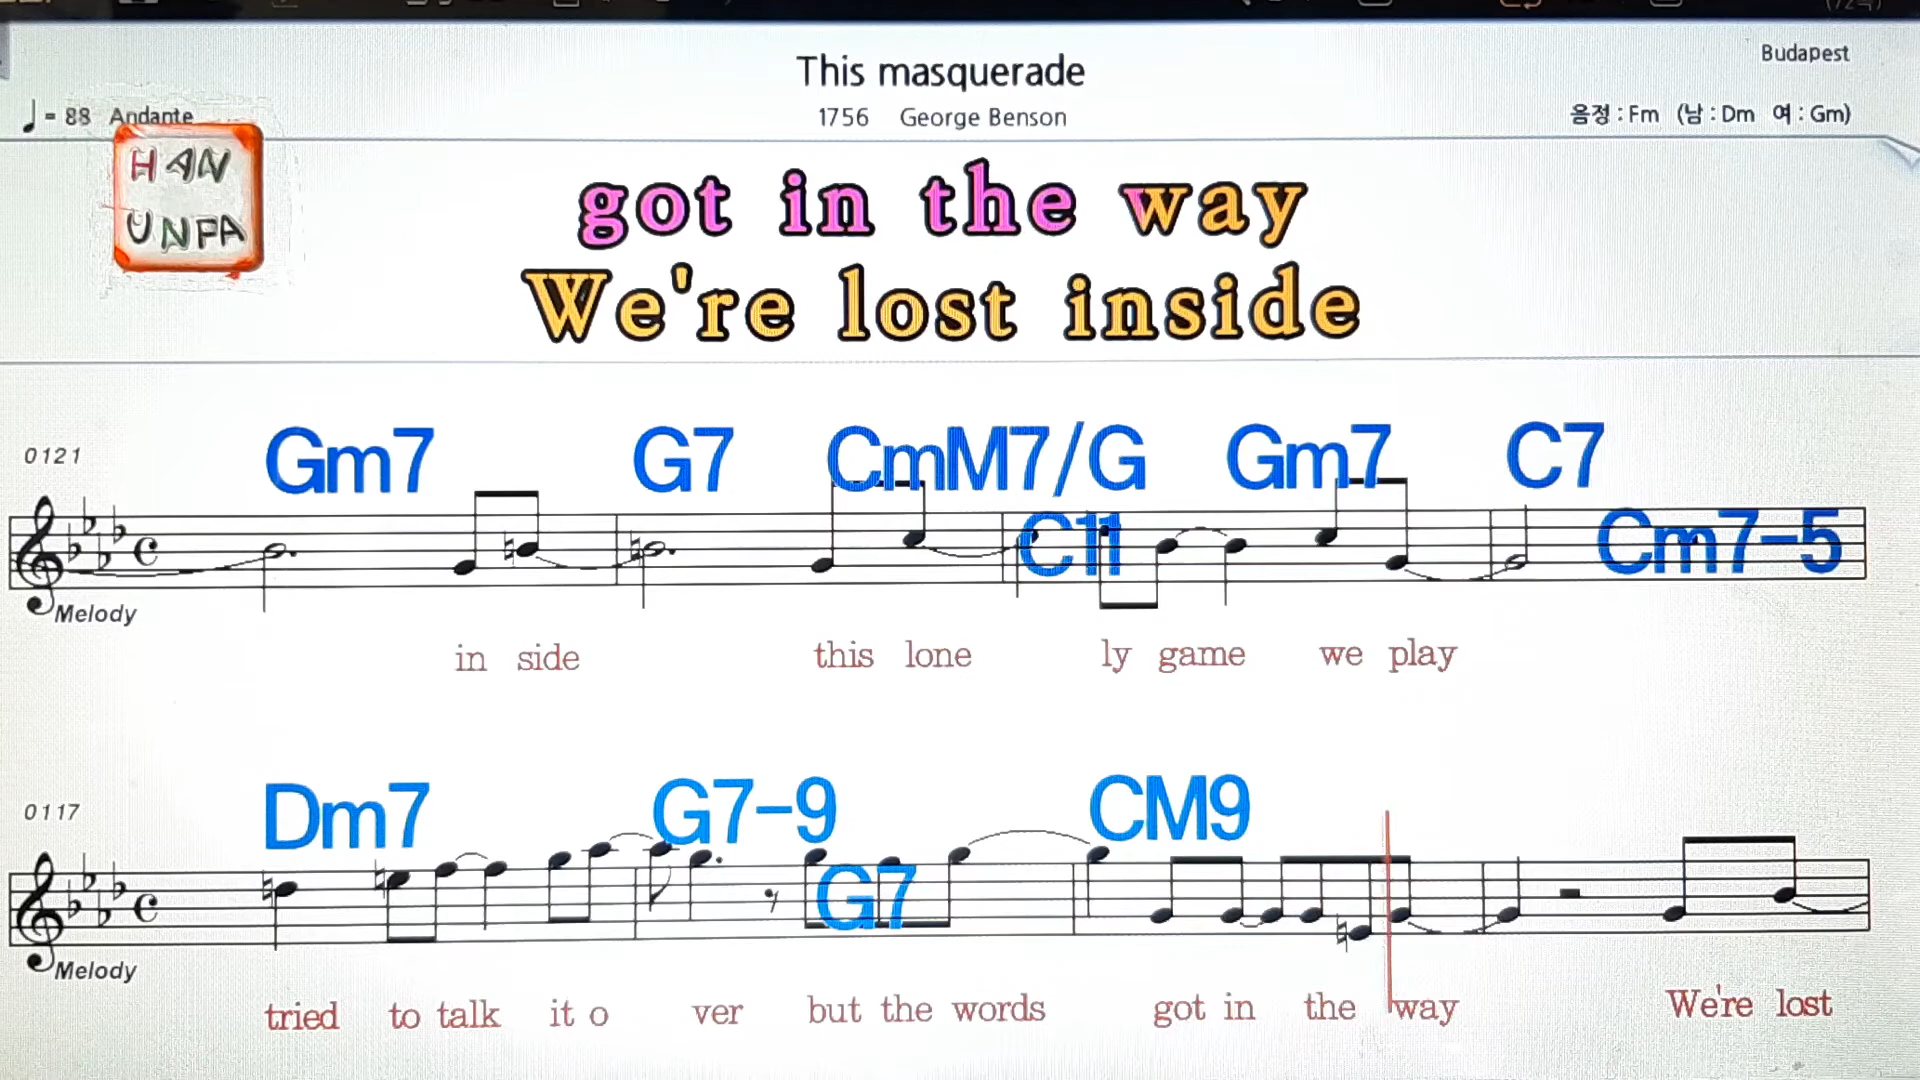 This masquerade
Budapest
♩ = 88 Andante
1756 George Benson
음정 : Fm (남 : Dm 여 : Gm)
HAN
UNPA
got in the way
We're lost inside
0121
Gm7 G7 CmM7/G Gm7 C7
C11 Cm7-5
Melody
in side this lone ly game we play
0117
Dm7 G7-9 CM9
G7
Melody
tried to talk it o ver but the words got in the way We're lost